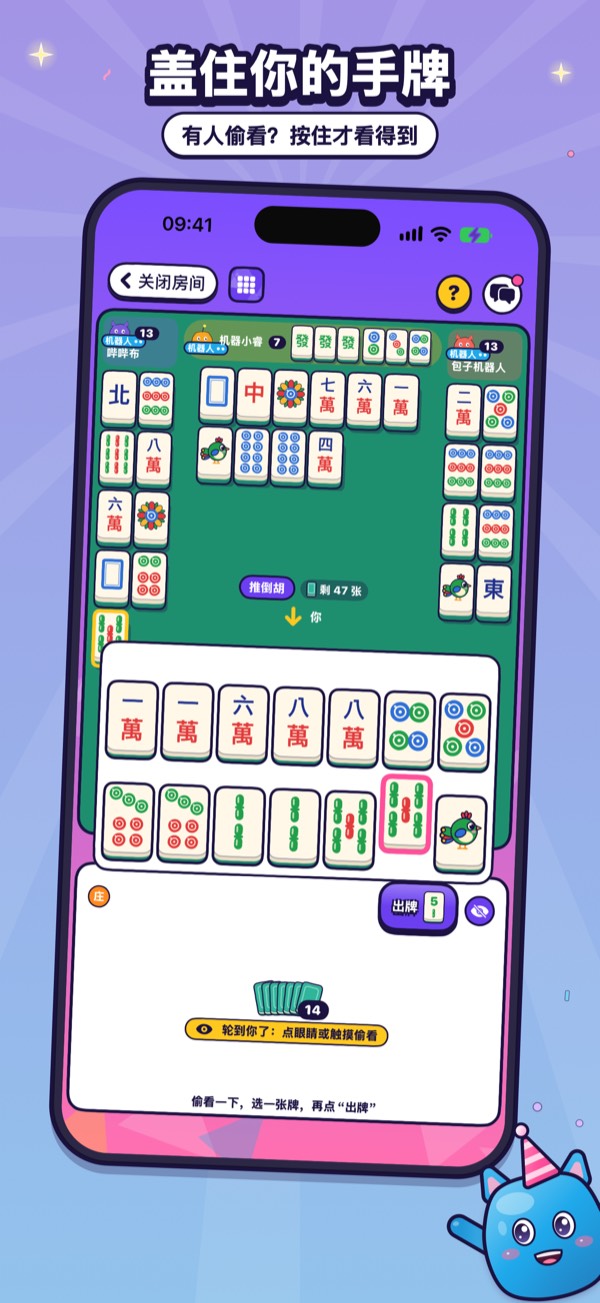 盖住你的手牌
有人偷看？按住才看得到
09:41
关闭房间
?
13
机器人
哔哔布
机器人
机器小睿 7
發 發 發
13
机器人
包子机器人
北
中 七萬 六萬 一萬
二萬
八萬
四萬
六萬
東
推倒胡 剩 47 张
你
一萬 一萬 六萬 八萬 八萬
庄
出牌 5
14
轮到你了：点眼睛或触摸偷看
偷看一下，选一张牌，再点“出牌”